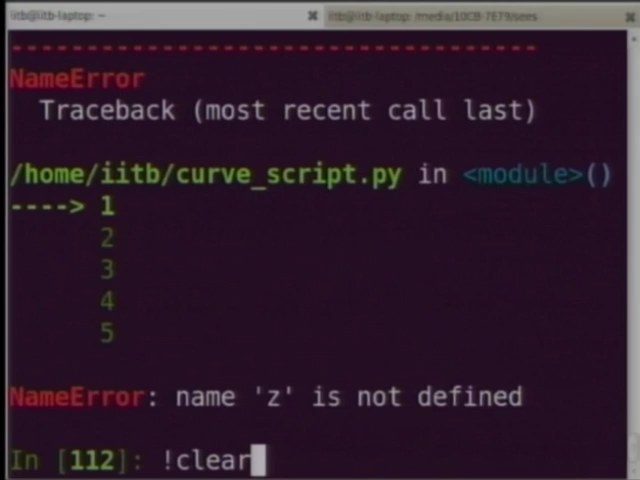 iitb@iitb-laptop: ~ ✖ iitb@iitb-laptop: /media/10CB-7E79/sees ✖
----------------------------------
NameError
Traceback (most recent call last)
/home/iitb/curve_script.py in <module>()
----> 1
2
3
4
5
NameError: name 'z' is not defined
In [112]: !clear